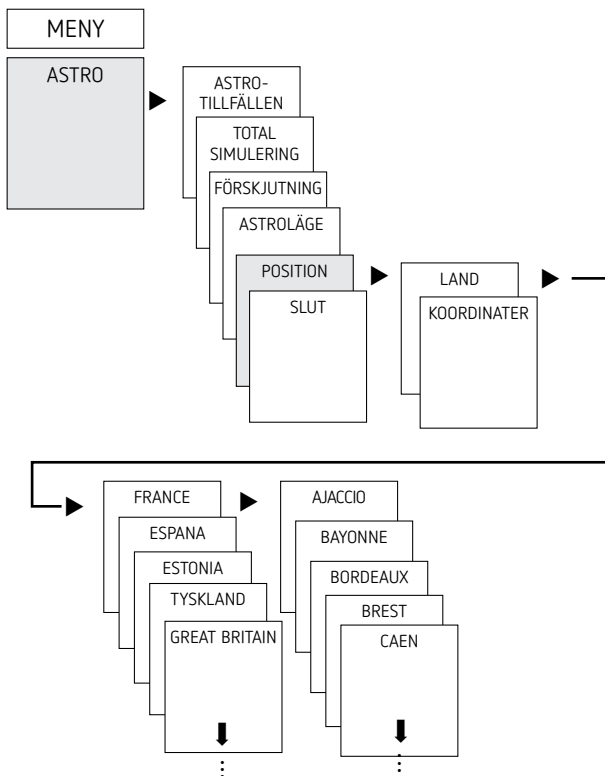 MENY
ASTRO
ASTRO-
TILLFÄLLEN
TOTAL
SIMULERING
FÖRSKJUTNING
ASTROLÄGE
POSITION
SLUT
LAND
KOORDINATER
FRANCE
ESPANA
ESTONIA
TYSKLAND
GREAT BRITAIN
AJACCIO
BAYONNE
BORDEAUX
BREST
CAEN